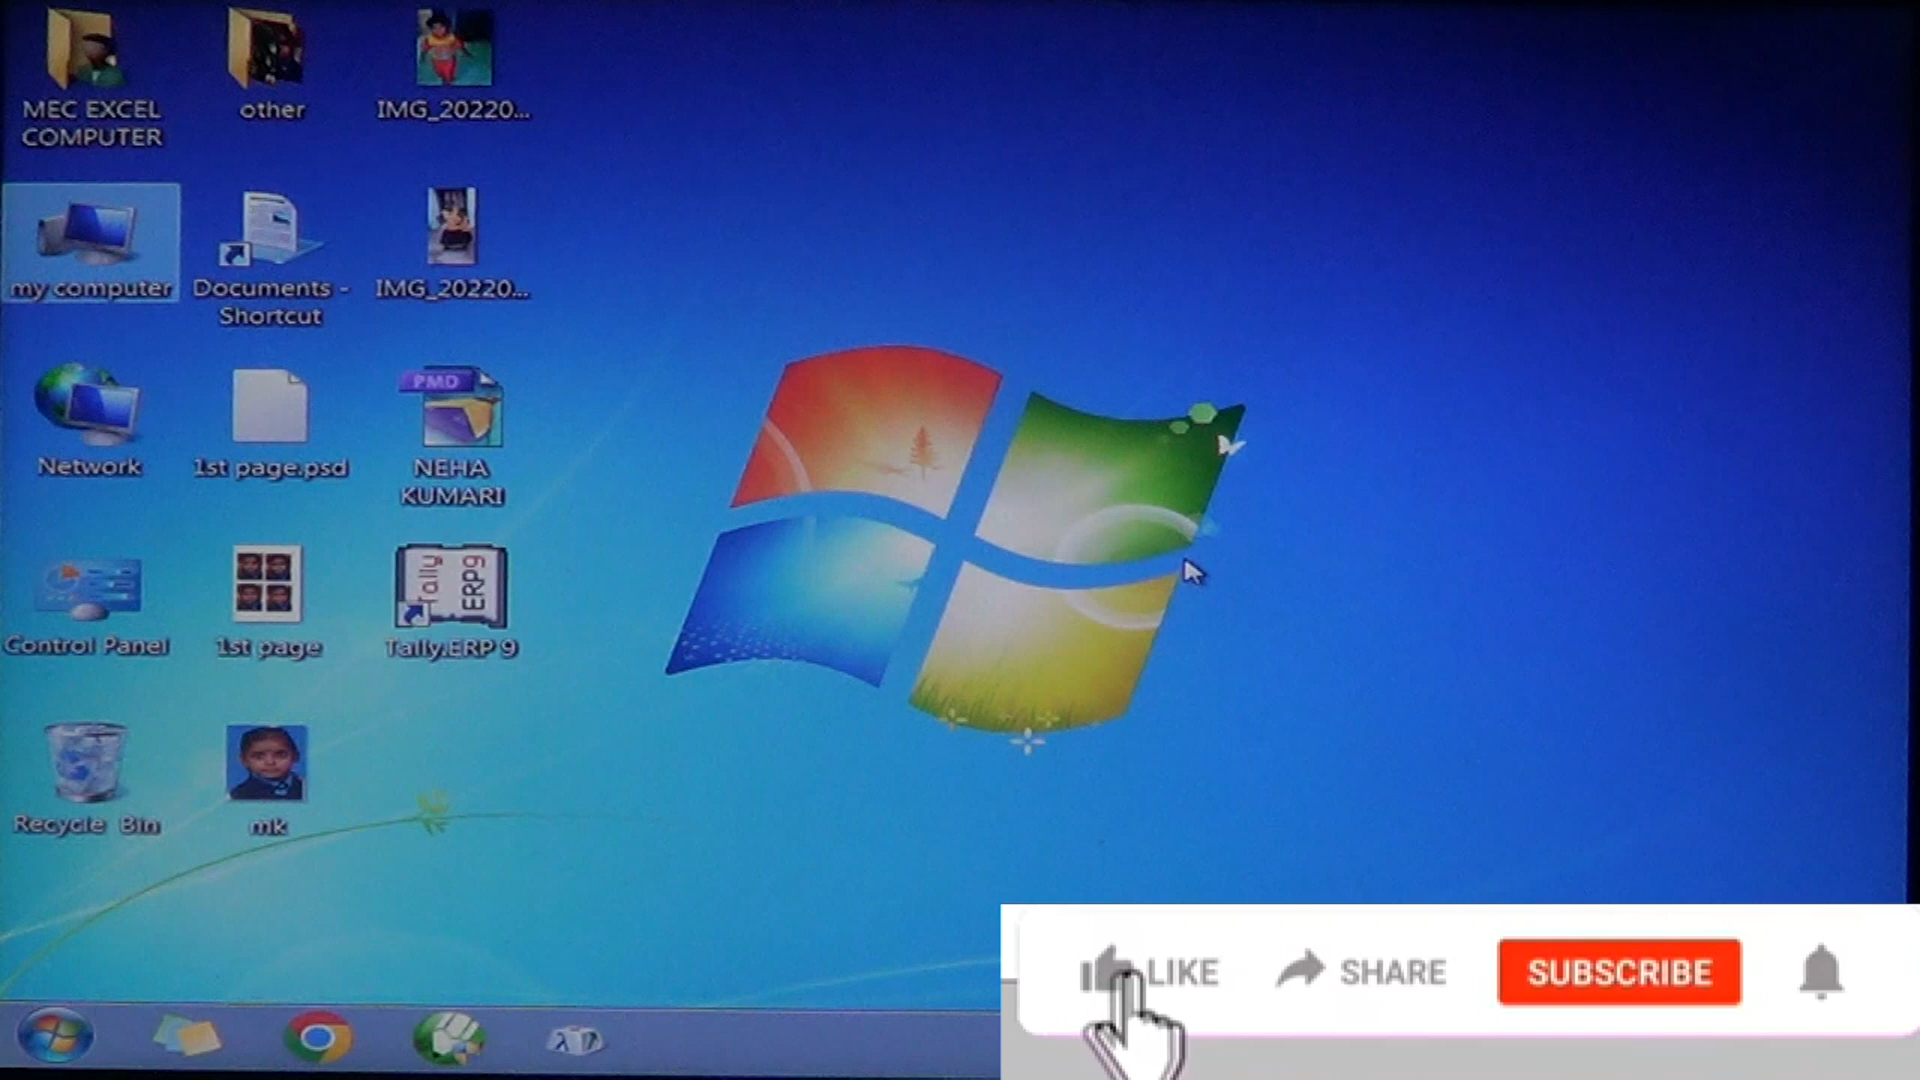 MEC EXCEL
COMPUTER
other
IMG_20220...
my computer
Documents -
Shortcut
IMG_20220...
Network
1st page.psd
PMD
NEHA
KUMARI
Control Panel
1st page
Tally
ERP9
Tally.ERP 9
Recycle Bin
mk
LIKE
SHARE
SUBSCRIBE